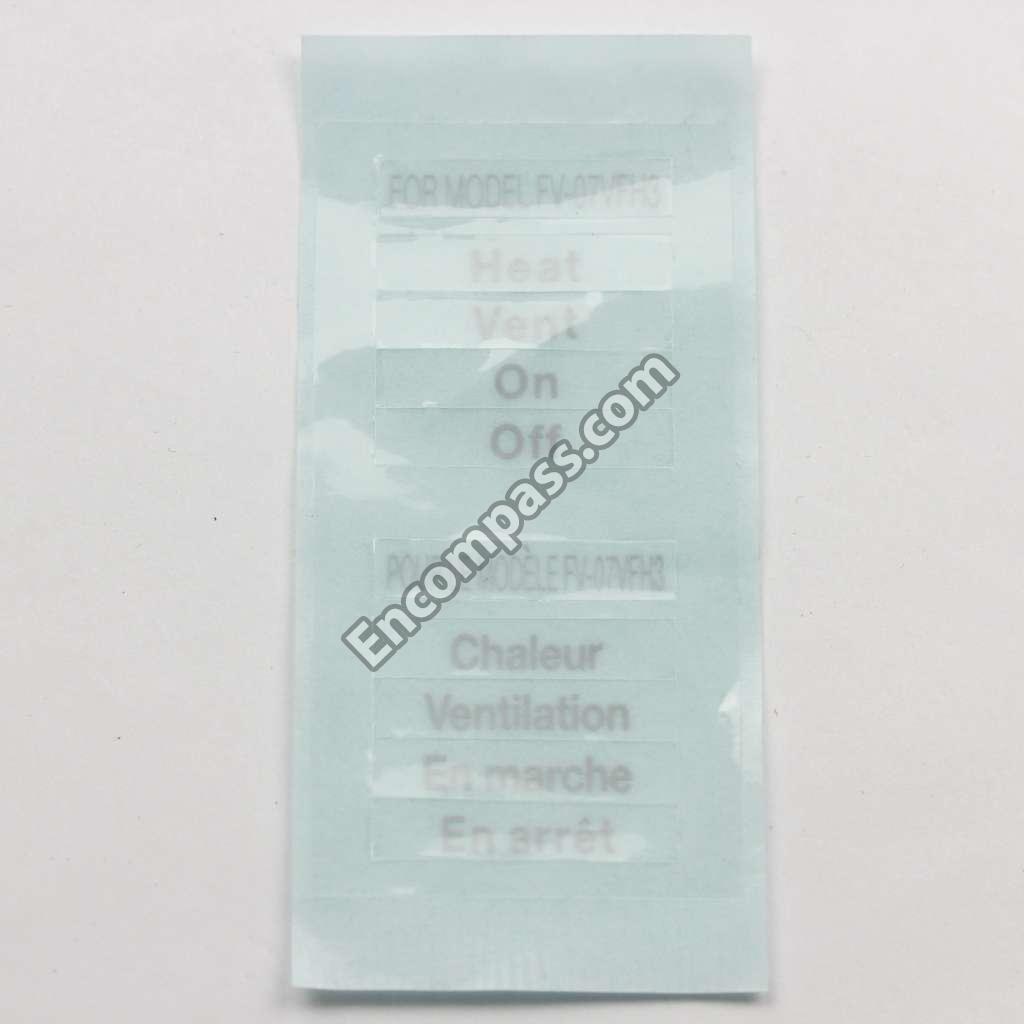 FOR MODEL FV-07VFH3
Heat
Vent
On
Off
POUR LE MODÈLE FV-07VFH3
Chaleur
Ventilation
En marche
En arrêt
Encompass.com